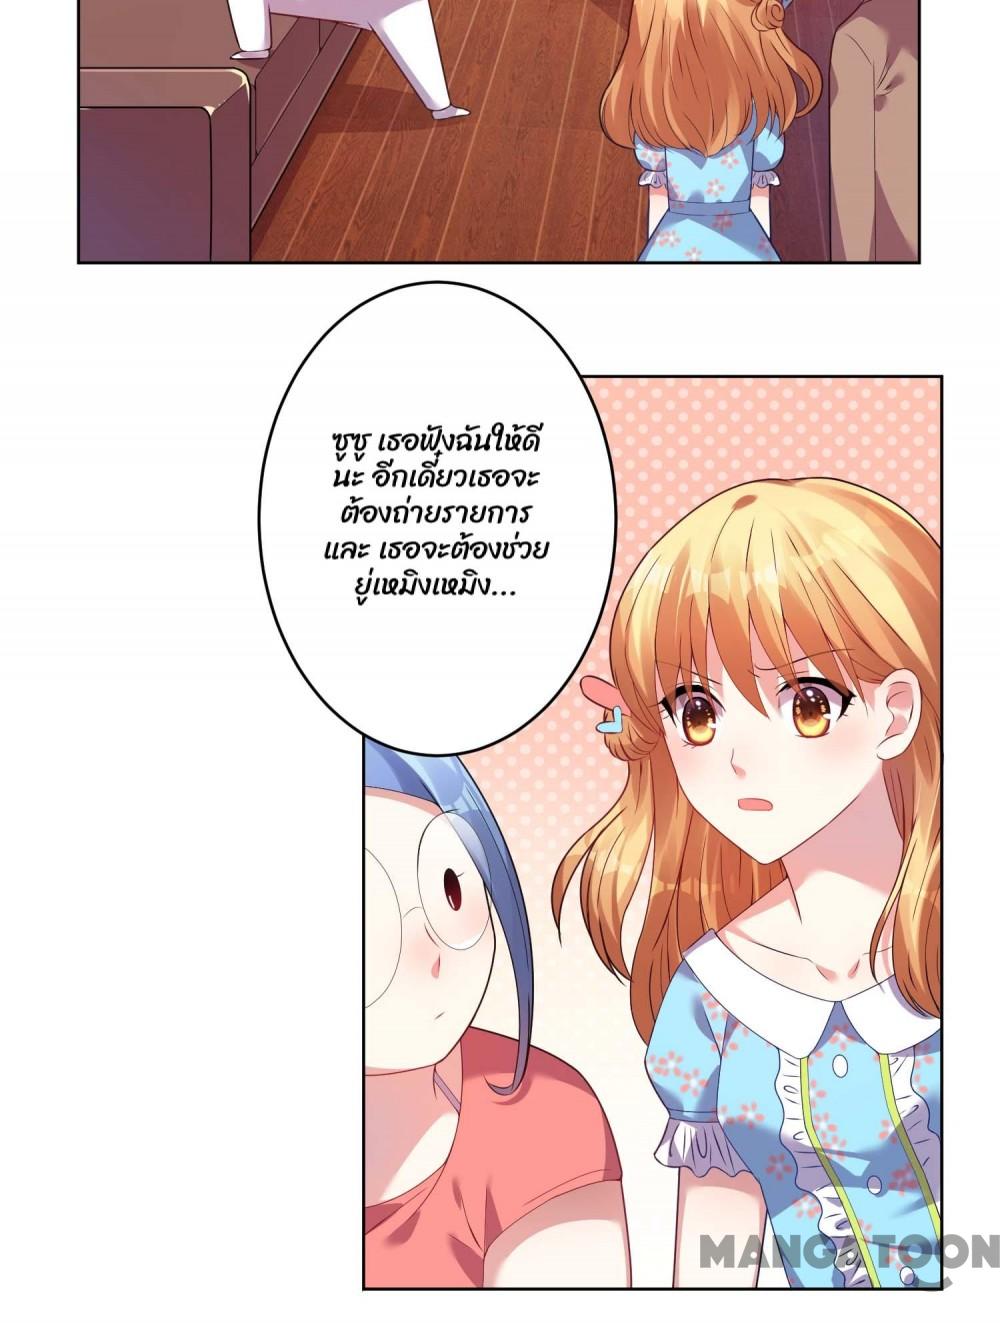 ซูซู เธอฟังฉันให้ดี
นะ อีกเดี๋ยวเธอจะ
ต้องถ่ายรายการ
และ เธอจะต้องช่วย
ยู่เหมิงเหมิง...
MANGATOON